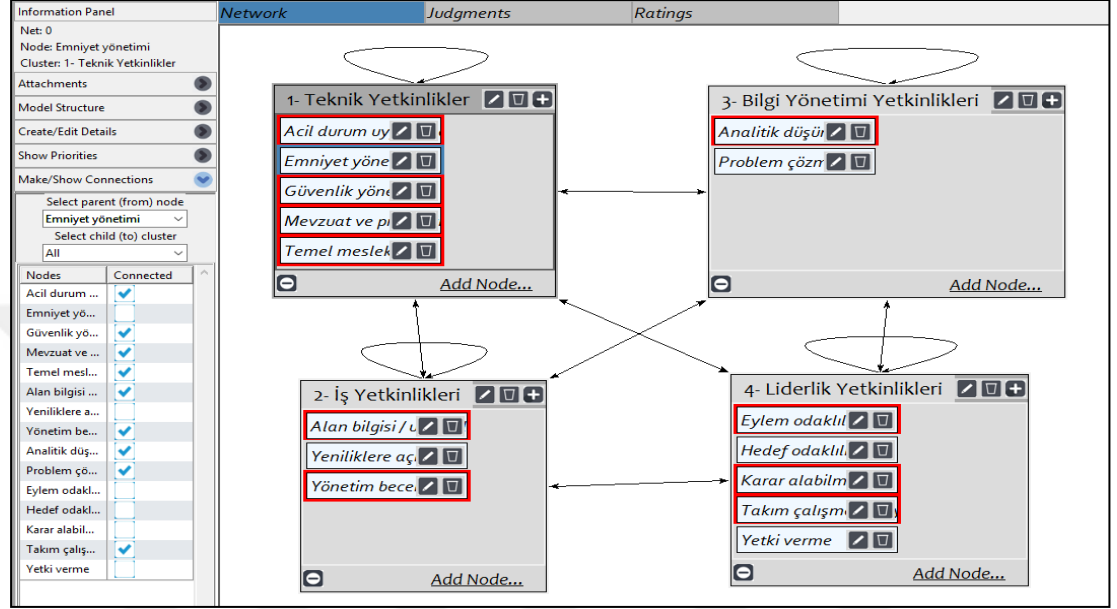 Information Panel
Net: 0
Node: Emniyet yönetimi
Cluster: 1- Teknik Yetkinlikler
Attachments
Model Structure
Create/Edit Details
Show Priorities
Make/Show Connections
Select parent (from) node
Emniyet yönetimi
Select child (to) cluster
All
Nodes Connected
Acil durum ...
Emniyet yö...
Güvenlik yö...
Mevzuat ve ...
Temel mesl...
Alan bilgisi ...
Yeniliklere a...
Yönetim be...
Analitik düş...
Problem çö...
Eylem odakl...
Hedef odakl...
Karar alabil...
Takım çalış...
Yetki verme
Network Judgments Ratings
1- Teknik Yetkinlikler
Acil durum uy
Emniyet yöne
Güvenlik yöne
Mevzuat ve p
Temel meslek
Add Node...
3- Bilgi Yönetimi Yetkinlikleri
Analitik düşü
Problem çöz
Add Node...
2- İş Yetkinlikleri
Alan bilgisi / u
Yeniliklere aç
Yönetim bece
Add Node...
4- Liderlik Yetkinlikleri
Eylem odaklıl
Hedef odaklıl
Karar alabilm
Takım çalışm
Yetki verme
Add Node...